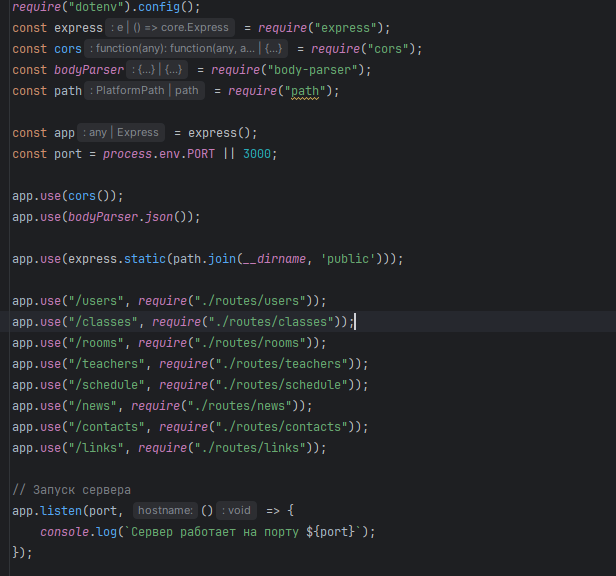 require("dotenv").config();
const express : e | () => core.Express = require("express");
const cors : function(any): function(any, a... | {...} = require("cors");
const bodyParser : {...} | {...} = require("body-parser");
const path : PlatformPath | path = require("path");
const app : any | Express = express();
const port = process.env.PORT || 3000;
app.use(cors());
app.use(bodyParser.json());
app.use(express.static(path.join(__dirname, 'public')));
app.use("/users", require("./routes/users"));
app.use("/classes", require("./routes/classes"));
app.use("/rooms", require("./routes/rooms"));
app.use("/teachers", require("./routes/teachers"));
app.use("/schedule", require("./routes/schedule"));
app.use("/news", require("./routes/news"));
app.use("/contacts", require("./routes/contacts"));
app.use("/links", require("./routes/links"));
// Запуск сервера
app.listen(port, hostname: () : void => {
console.log(`Сервер работает на порту ${port}`);
});